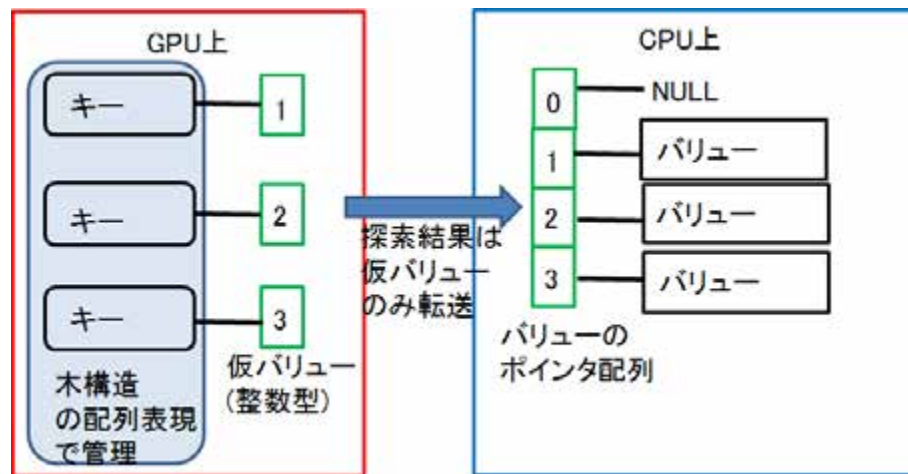 GPU上
キー
1
キー
2
キー
3
木構造
の配列表現
で管理
仮バリュー
(整数型)
探索結果は
仮バリュー
のみ転送
CPU上
0
NULL
1
バリュー
2
バリュー
3
バリュー
バリューの
ポインタ配列